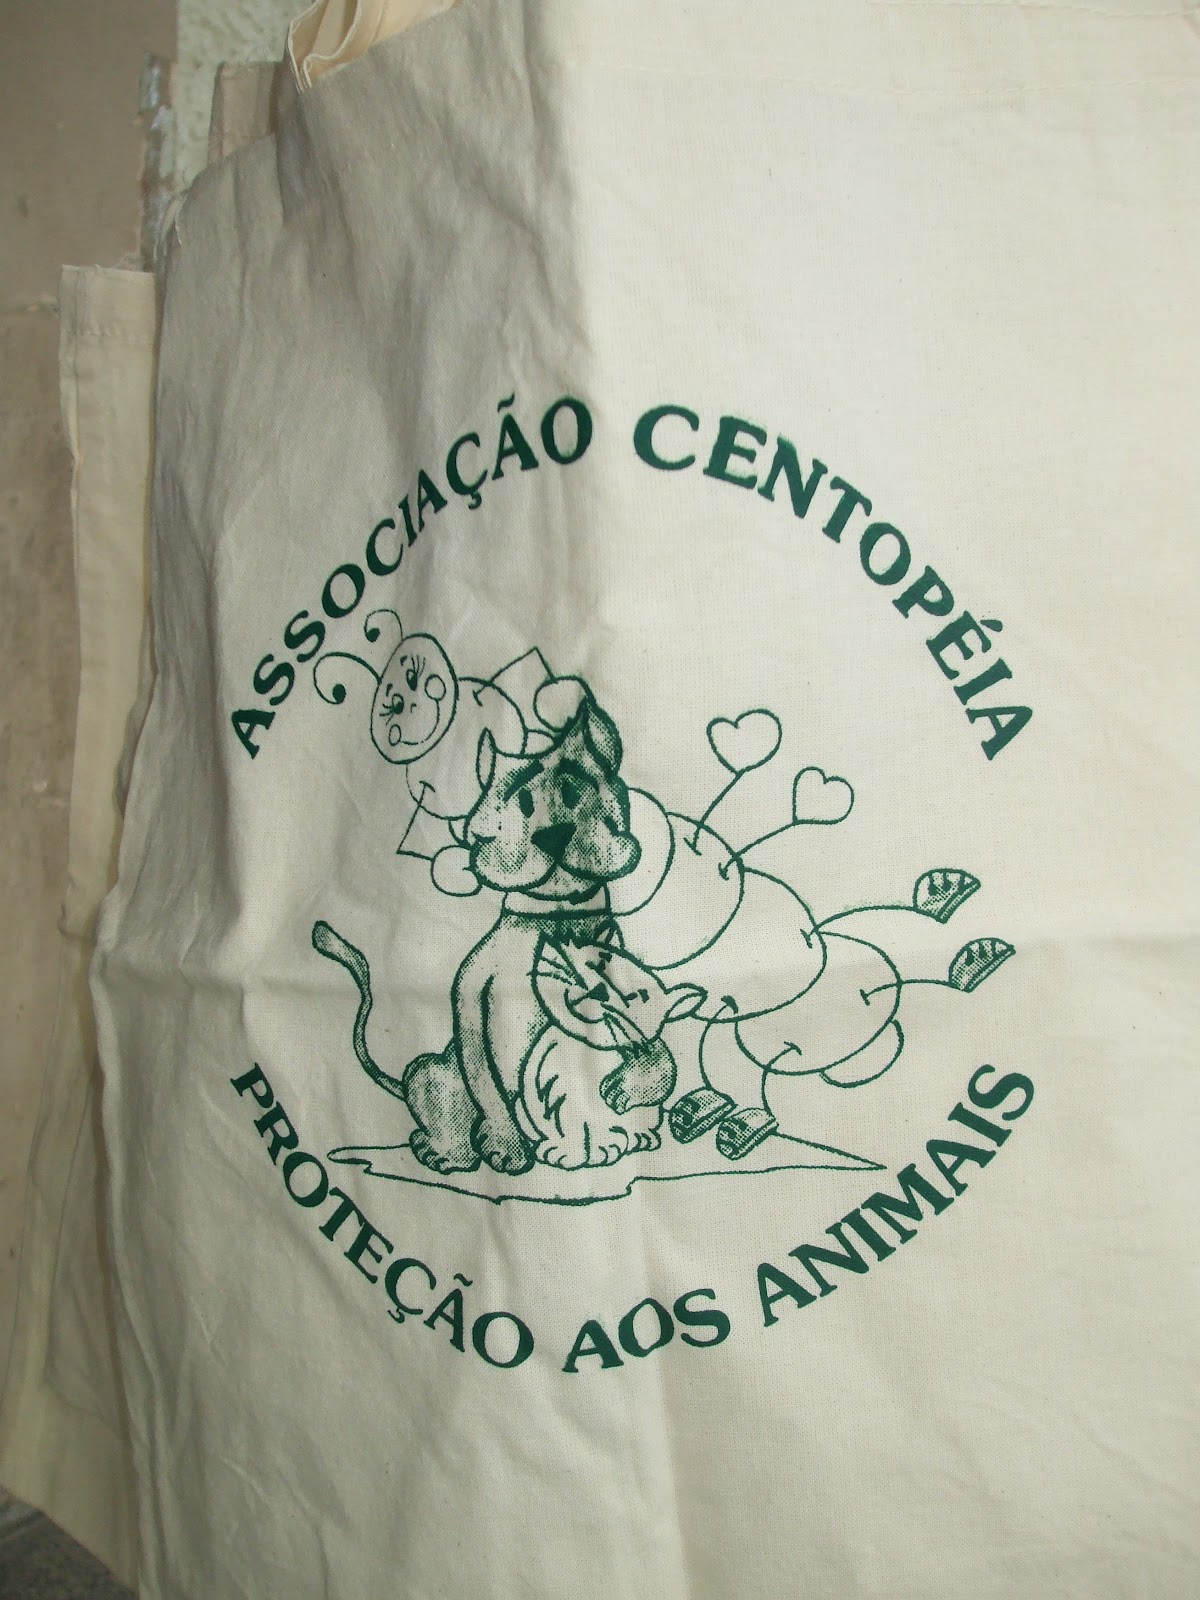 ASSOCIAÇÃO CENTOPÉIA
PROTEÇÃO AOS ANIMAIS